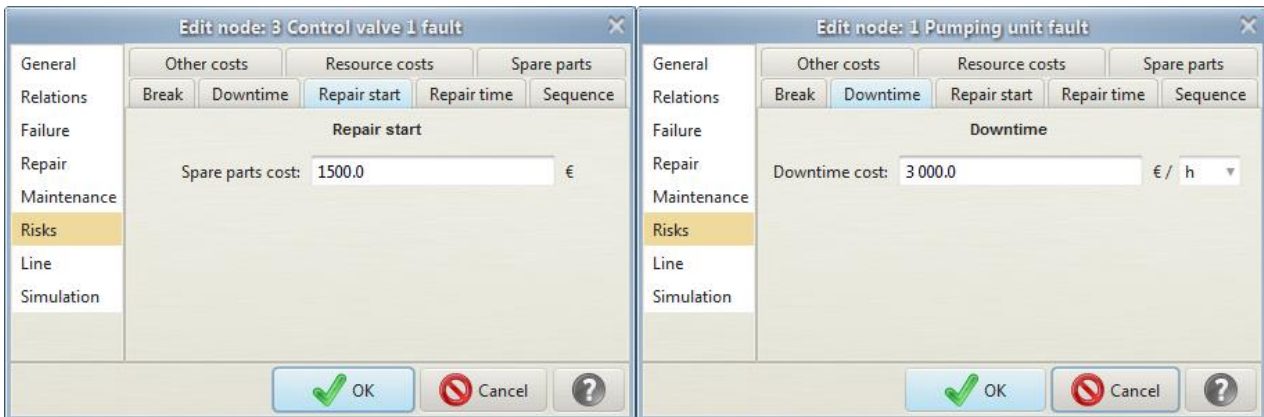 Edit node: 3 Control valve 1 fault
General
Relations
Failure
Repair
Maintenance
Risks
Line
Simulation
Other costs Resource costs Spare parts
Break Downtime Repair start Repair time Sequence
Repair start
Spare parts cost: 1500.0 €
OK Cancel ?
Edit node: 1 Pumping unit fault
General
Relations
Failure
Repair
Maintenance
Risks
Line
Simulation
Other costs Resource costs Spare parts
Break Downtime Repair start Repair time Sequence
Downtime
Downtime cost: 3 000.0 € / h
OK Cancel ?